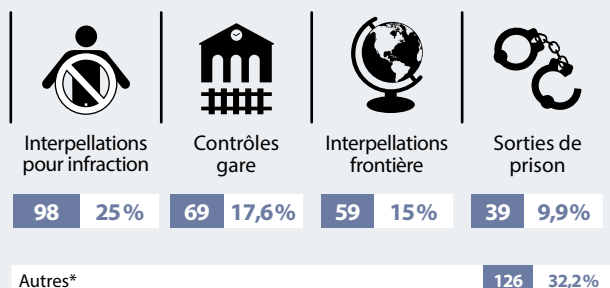 Interpellations
pour infraction
98 25%
Contrôles
gare
69 17,6%
Interpellations
frontière
59 15%
Sorties de
prison
39 9,9%
Autres* 126 32,2%